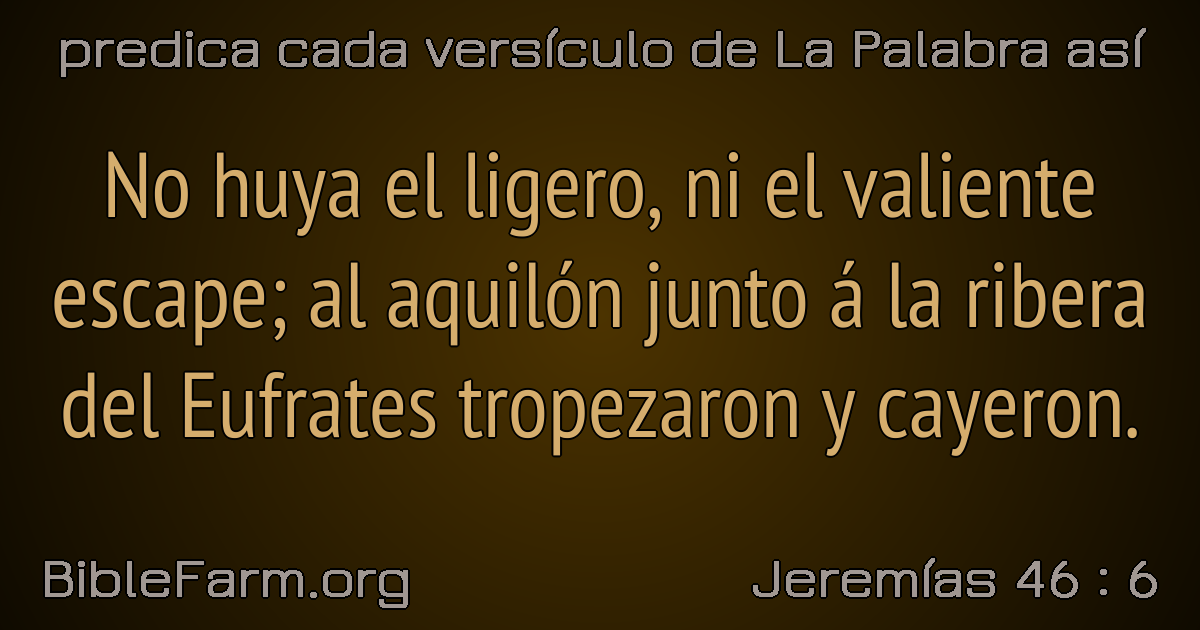 predica cada versículo de La Palabra así
No huya el ligero, ni el valiente
escape; al aquilón junto á la ribera
del Eufrates tropezaron y cayeron.
BibleFarm.org
Jeremías 46 : 6